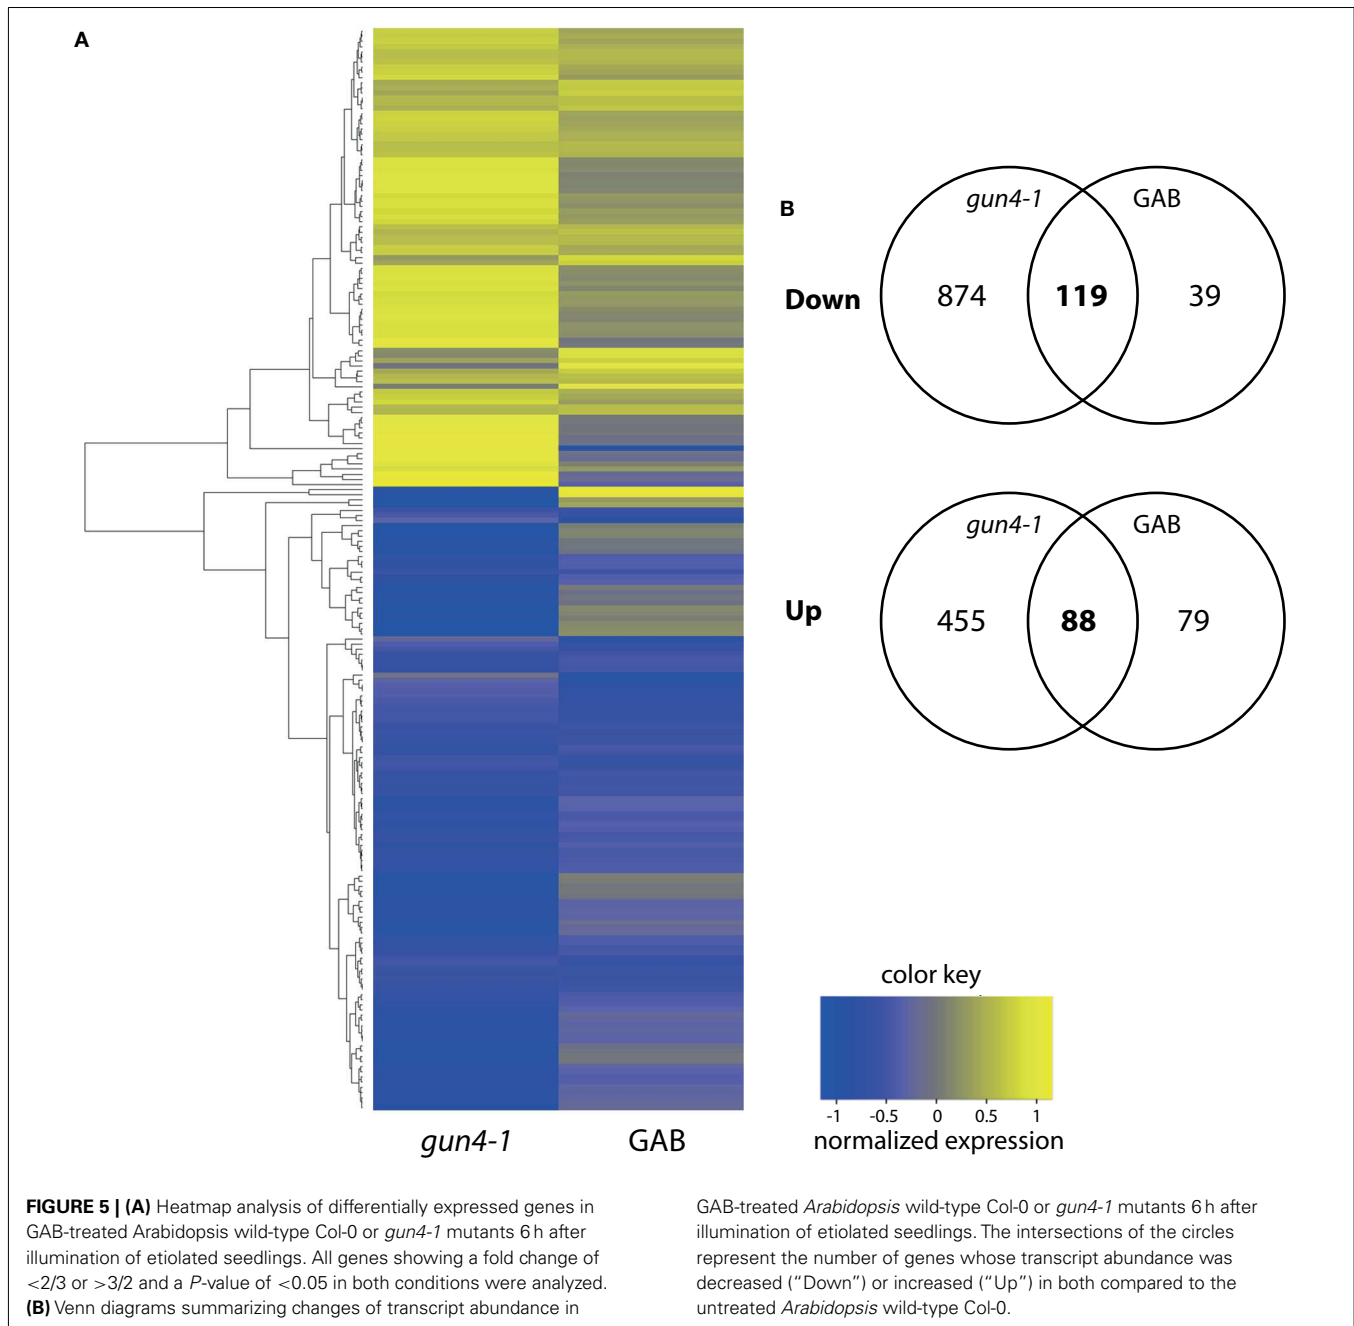 A
B
gun4-1
GAB
Down
874
119
39
gun4-1
GAB
Up
455
88
79
color key
-1 -0.5 0 0.5 1
normalized expression
gun4-1
GAB
FIGURE 5 | (A) Heatmap analysis of differentially expressed genes in
GAB-treated Arabidopsis wild-type Col-0 or gun4-1 mutants 6 h after
illumination of etiolated seedlings. All genes showing a fold change of
<2/3 or >3/2 and a P-value of <0.05 in both conditions were analyzed.
(B) Venn diagrams summarizing changes of transcript abundance in
GAB-treated Arabidopsis wild-type Col-0 or gun4-1 mutants 6 h after
illumination of etiolated seedlings. The intersections of the circles
represent the number of genes whose transcript abundance was
decreased (“Down”) or increased (“Up”) in both compared to the
untreated Arabidopsis wild-type Col-0.